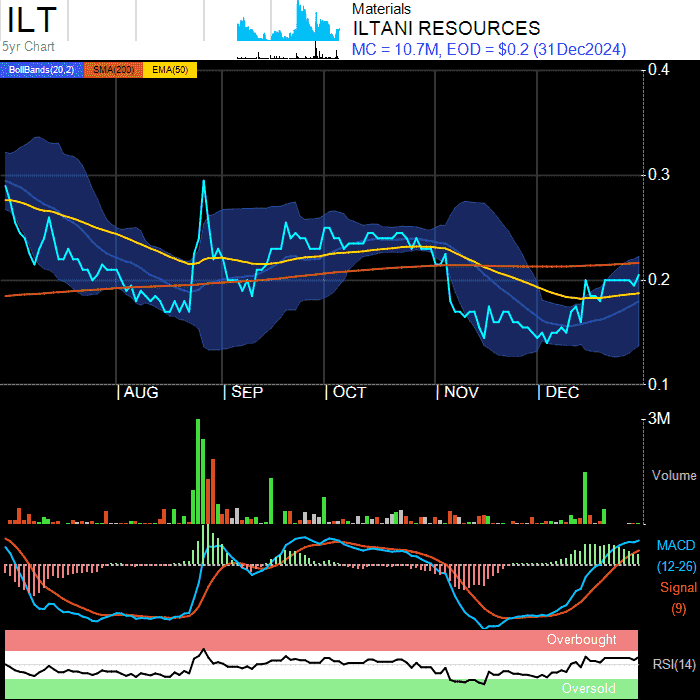 ILT
5yr Chart
Materials
ILTANI RESOURCES
MC = 10.7M, EOD = $0.2 (31Dec2024)
BollBands(20,2) SMA(200) EMA(50)
0.4
0.3
0.2
0.1
AUG SEP OCT NOV DEC
3M
Volume
MACD
(12-26)
Signal
(9)
Overbought
RSI(14)
Oversold